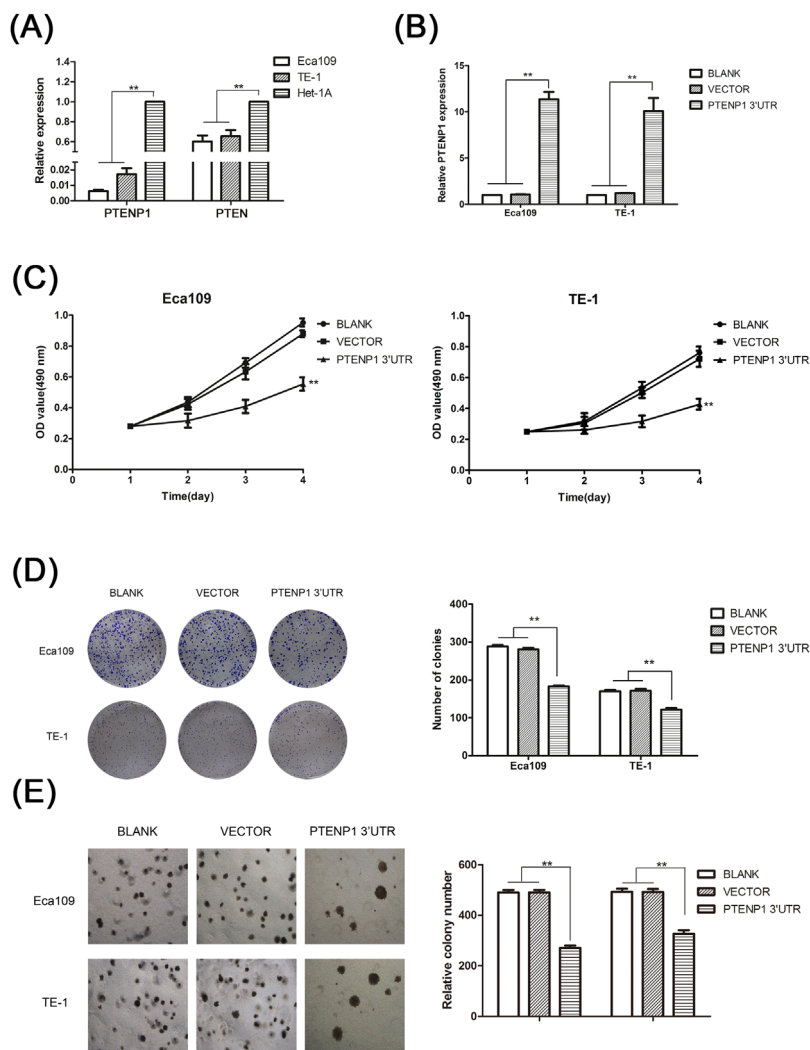 (A)
Relative expression
1.0
0.8
0.6
0.02
0.01
0.00
**
**
PTENP1
PTEN
Eca109
TE-1
Het-1A
(B)
Relative PTENP1 expression
15
10
5
0
**
**
Eca109
TE-1
BLANK
VECTOR
PTENP1 3'UTR
(C)
Eca109
OD value(490 nm)
1.0
0.8
0.6
0.4
0.2
0.0
0
1
2
3
4
Time(day)
BLANK
VECTOR
PTENP1 3'UTR
**
TE-1
OD value(490 nm)
1.0
0.8
0.6
0.4
0.2
0.0
0
1
2
3
4
Time(day)
BLANK
VECTOR
PTENP1 3'UTR
**
(D)
BLANK
VECTOR
PTENP1 3'UTR
Eca109
TE-1
Number of clonies
400
300
200
100
0
**
**
Eca109
TE-1
BLANK
VECTOR
PTENP1 3'UTR
(E)
BLANK
VECTOR
PTENP1 3'UTR
Eca109
TE-1
Relative colony number
600
400
200
0
**
**
BLANK
VECTOR
PTENP1 3'UTR